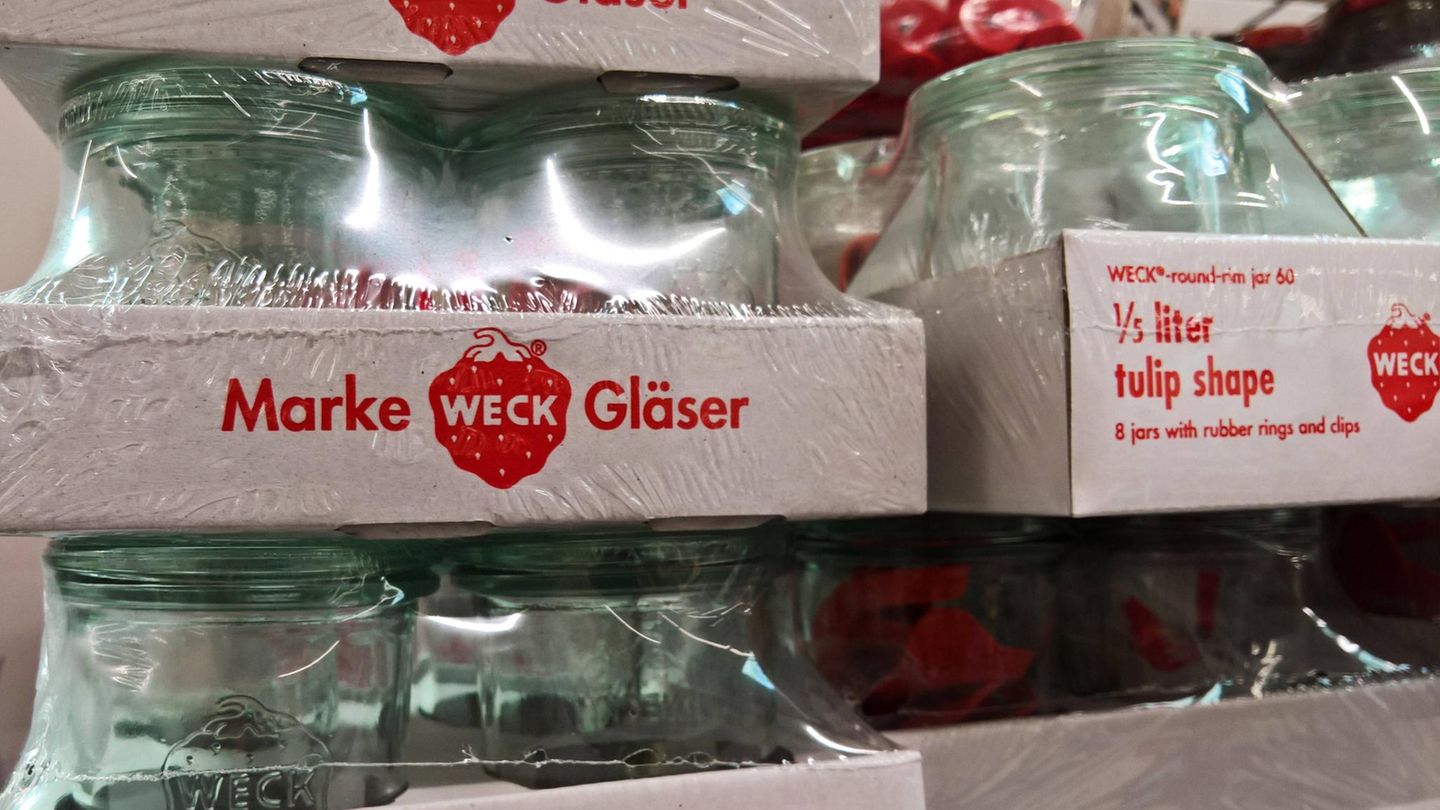 Gläser
Marke WECK® Gläser
WECK®-round-rim jar 60
1/5 liter
tulip shape
8 jars with rubber rings and clips
WECK
WECK